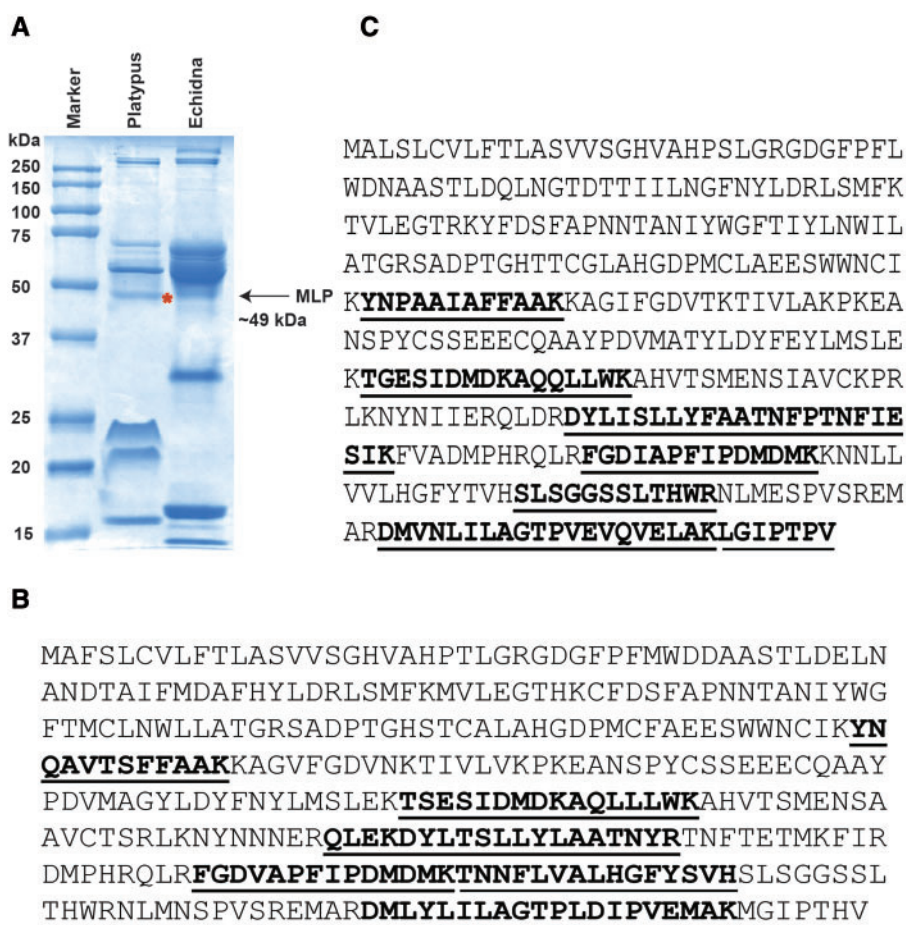 A
Marker
Platypus
Echidna
kDa
250
150
100
75
50
37
25
20
15
*
MLP
~49 kDa
C
MALSLCVLFTLASVVSGHVAHPSLGRGDGFPFL
WDNAASTLDQLNGTDTTIILNGFNYLDRLSMFK
TVLEGTRKYFDSFAPNNTANIYWGFTIYLNWIL
ATGRSADPTGHTTCGLAHGDPMCLAEESWWNCI
KYNPAAIAFFAAKKAGIFGDVTKTIVLAKPKEA
NSPYCSSEEECQAAYPDVMATYLDYFEYLMSLE
KTGESIDMDKAQQLLWKAHVTSMENSIAVCKPR
LKNYNIIERQLDRDYLISLLYFAATNFPTNFIE
SIKFVADMPHRQLRFGDIAPFIPDMDMKKNNLL
VVLHGFYTVHSLSGGSSLTHWRNLMESPVSREM
ARDMVNLILAGTPVEVQVELAKLGIPTPV
B
MAFSLCVLFTLASVVSGHVAHPTLGRGDGFPFMWDDAASTLDELN
ANDTAIFMDAFHYLDRLSMFKMVLEGTHKCFDSFAPNNTANIYWG
FTMCLNWLLATGRSADPTGHSTCALAHGDPMCFAEESWWNCIKYN
QAVTSFFAAKKAGVFGDVNKTIVLVKPKEANSPYCSSEEECQAAY
PDVMAGYLDYFNYLMSLEKTSESIDMDKAQLLLWKAHVTSMENSA
AVCTSRLKNYNNNERQLEKDYLTSLLYLAATNYRTNFTETMKFIR
DMPHRQLRFGDVAPFIPDMDMKTNNFLVALHGFYSVHSLSGGSSL
THWRNLMNSPVSREMARDMLYLILAGTPLDIPVEMAKMGIPTHV